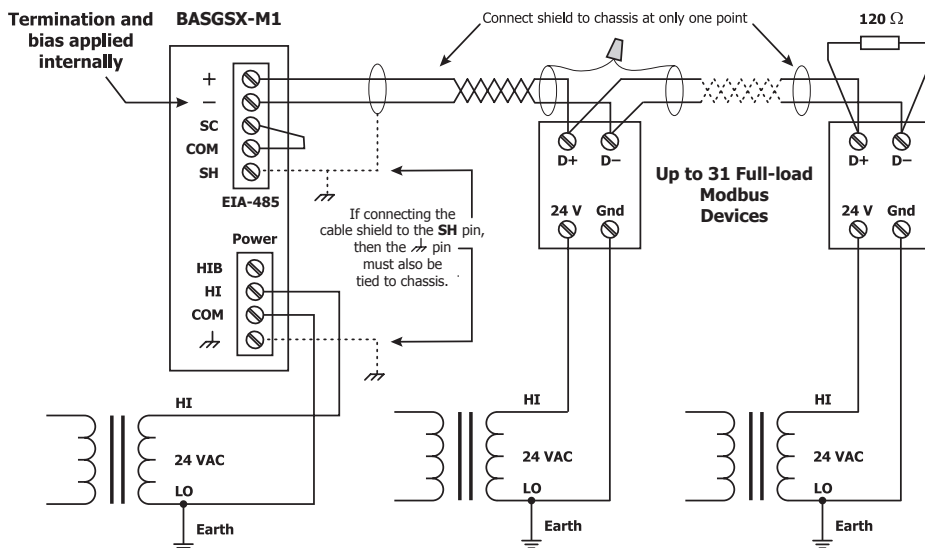 Termination and
bias applied
internally
BASGSX-M1
Connect shield to chassis at only one point
120 Ω
+
−
SC
COM
SH
EIA-485
D+ D−
24 V Gnd
Up to 31 Full-load
Modbus
Devices
D+ D−
24 V Gnd
If connecting the
cable shield to the SH pin,
then the pin
must also be
tied to chassis.
Power
HIB
HI
COM
HI
24 VAC
LO
Earth
HI
24 VAC
LO
Earth
HI
24 VAC
LO
Earth